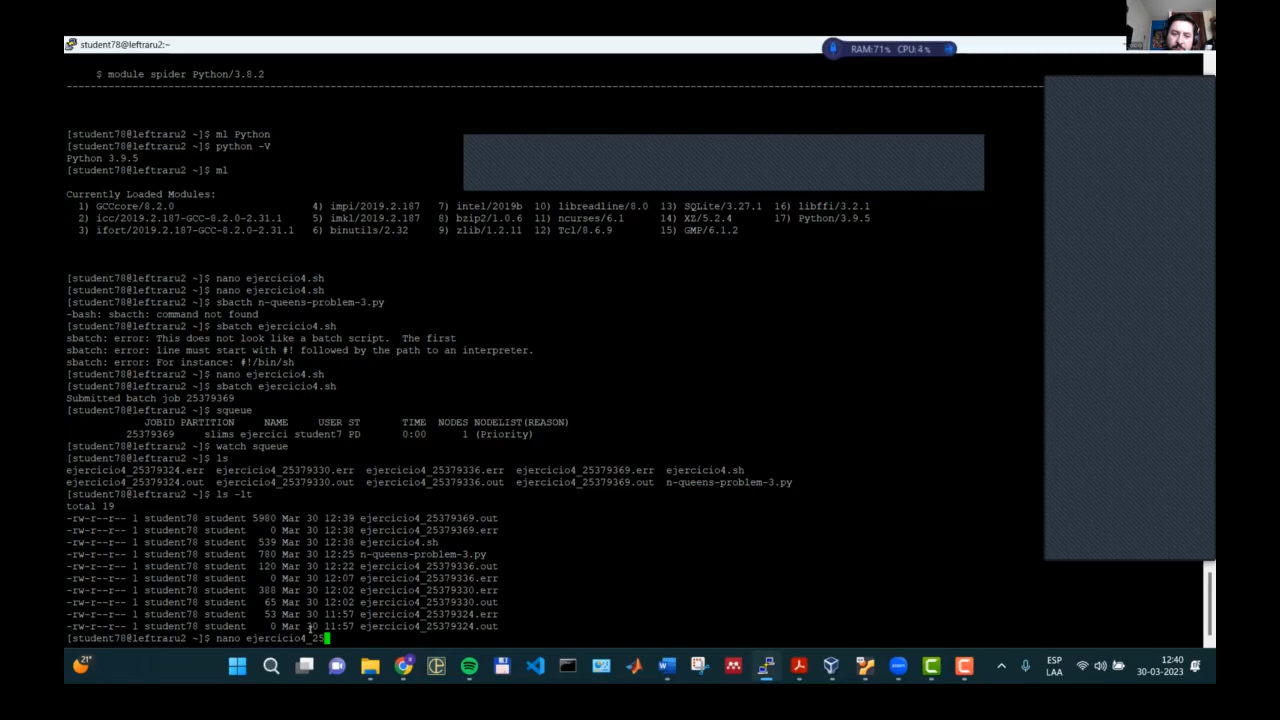 student78@leftraru2:~
RAM:71% CPU:4%
$ module spider Python/3.8.2
--------------------------------------------------------------------------------------------------------------------------------------------------------------------
[student78@leftraru2 ~]$ ml Python
[student78@leftraru2 ~]$ python -V
Python 3.9.5
[student78@leftraru2 ~]$ ml
Currently Loaded Modules:
1) GCCcore/8.2.0 4) impi/2019.2.187 7) intel/2019b 10) libreadline/8.0 13) SQLite/3.27.1 16) libffi/3.2.1
2) icc/2019.2.187-GCC-8.2.0-2.31.1 5) imkl/2019.2.187 8) bzip2/1.0.6 11) ncurses/6.1 14) XZ/5.2.4 17) Python/3.9.5
3) ifort/2019.2.187-GCC-8.2.0-2.31.1 6) binutils/2.32 9) zlib/1.2.11 12) Tcl/8.6.9 15) GMP/6.1.2
[student78@leftraru2 ~]$ nano ejercicio4.sh
[student78@leftraru2 ~]$ nano ejercicio4.sh
[student78@leftraru2 ~]$ sbacth n-queens-problem-3.py
-bash: sbacth: command not found
[student78@leftraru2 ~]$ sbatch ejercicio4.sh
sbatch: error: This does not look like a batch script. The first
sbatch: error: line must start with #! followed by the path to an interpreter.
sbatch: error: For instance: #!/bin/sh
[student78@leftraru2 ~]$ nano ejercicio4.sh
[student78@leftraru2 ~]$ sbatch ejercicio4.sh
Submitted batch job 25379369
[student78@leftraru2 ~]$ squeue
JOBID PARTITION NAME USER ST TIME NODES NODELIST(REASON)
25379369 slims ejercici student7 PD 0:00 1 (Priority)
[student78@leftraru2 ~]$ watch squeue
[student78@leftraru2 ~]$ ls
ejercicio4_25379324.err ejercicio4_25379330.err ejercicio4_25379336.err ejercicio4_25379369.err ejercicio4.sh
ejercicio4_25379324.out ejercicio4_25379330.out ejercicio4_25379336.out ejercicio4_25379369.out n-queens-problem-3.py
[student78@leftraru2 ~]$ ls -lt
total 19
-rw-r--r-- 1 student78 student 5980 Mar 30 12:39 ejercicio4_25379369.out
-rw-r--r-- 1 student78 student 0 Mar 30 12:38 ejercicio4_25379369.err
-rw-r--r-- 1 student78 student 539 Mar 30 12:38 ejercicio4.sh
-rw-r--r-- 1 student78 student 780 Mar 30 12:25 n-queens-problem-3.py
-rw-r--r-- 1 student78 student 120 Mar 30 12:22 ejercicio4_25379336.out
-rw-r--r-- 1 student78 student 0 Mar 30 12:07 ejercicio4_25379336.err
-rw-r--r-- 1 student78 student 388 Mar 30 12:02 ejercicio4_25379330.err
-rw-r--r-- 1 student78 student 65 Mar 30 12:02 ejercicio4_25379330.out
-rw-r--r-- 1 student78 student 53 Mar 30 11:57 ejercicio4_25379324.err
-rw-r--r-- 1 student78 student 0 Mar 30 11:57 ejercicio4_25379324.out
[student78@leftraru2 ~]$ nano ejercicio4_25
21°
ESP
LAA
12:40
30-03-2023